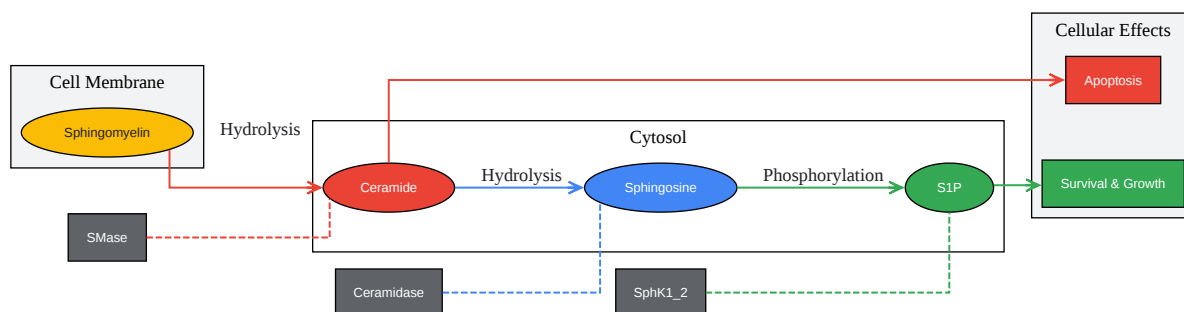 Cellular Effects
Apoptosis
Cell Membrane
Sphingomyelin
Hydrolysis
Cytosol
Ceramide
Hydrolysis
Sphingosine
Phosphorylation
S1P
Survival & Growth
SMase
Ceramidase
SphK1_2